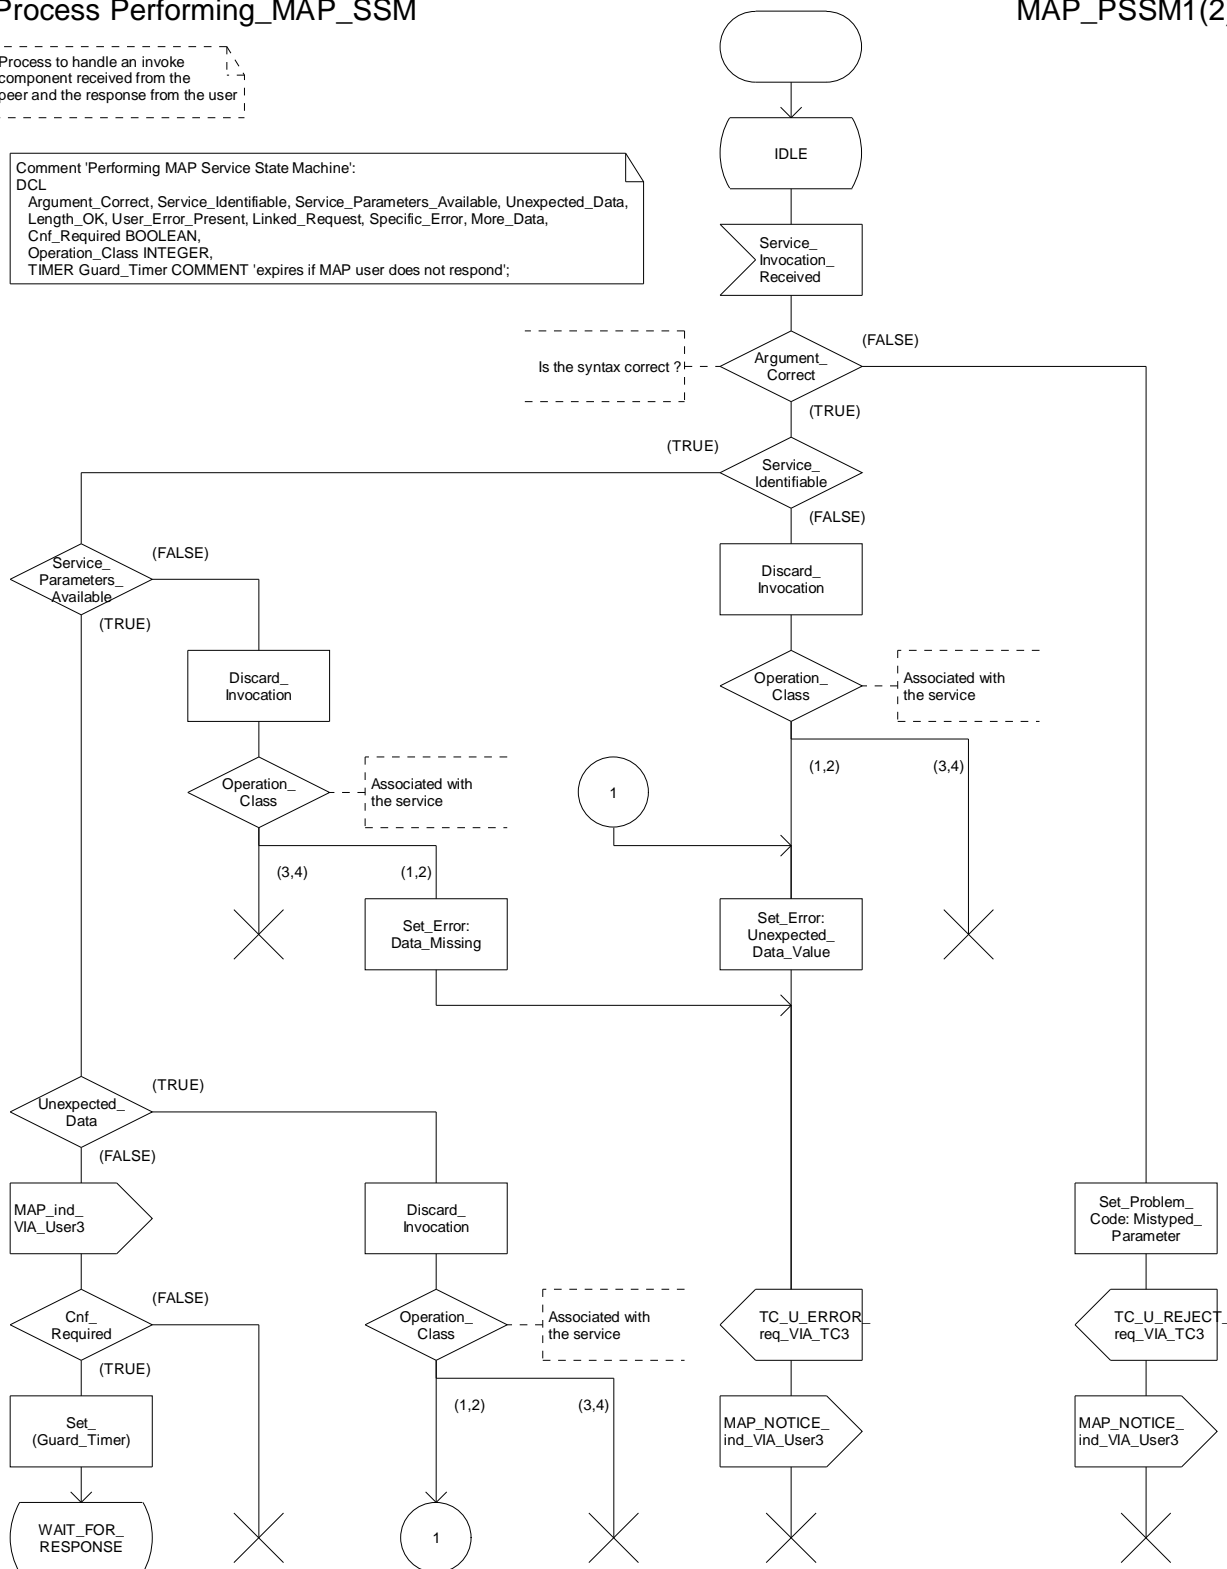 Process Performing_MAP_SSM
MAP_PSSM1(2,
Process to handle an invoke
component received from the
peer and the response from the user
Comment 'Performing MAP Service State Machine':
DCL
Argument_Correct, Service_Identifiable, Service_Parameters_Available, Unexpected_Data,
Length_OK, User_Error_Present, Linked_Request, Specific_Error, More_Data,
Cnf_Required BOOLEAN,
Operation_Class INTEGER,
TIMER Guard_Timer COMMENT 'expires if MAP user does not respond';
IDLE
Service_
Invocation_
Received
Is the syntax correct ?
Argument_
Correct
(FALSE)
(TRUE)
(TRUE)
Service_
Identifiable
(FALSE)
Service_
Parameters_
Available
(FALSE)
(TRUE)
Discard_
Invocation
Discard_
Invocation
Operation_
Class
Associated with
the service
Operation_
Class
Associated with
the service
1
(1,2)
(3,4)
(3,4)
(1,2)
Set_Error:
Data_Missing
Set_Error:
Unexpected_
Data_Value
Unexpected_
Data
(TRUE)
(FALSE)
MAP_ind_
VIA_User3
Discard_
Invocation
Set_Problem_
Code: Mistyped_
Parameter
Cnf_
Required
(FALSE)
(TRUE)
Operation_
Class
Associated with
the service
TC_U_ERROR_
req_VIA_TC3
TC_U_REJECT_
req_VIA_TC3
Set_
(Guard_Timer)
(1,2)
(3,4)
MAP_NOTICE_
ind_VIA_User3
MAP_NOTICE_
ind_VIA_User3
WAIT_FOR_
RESPONSE
1